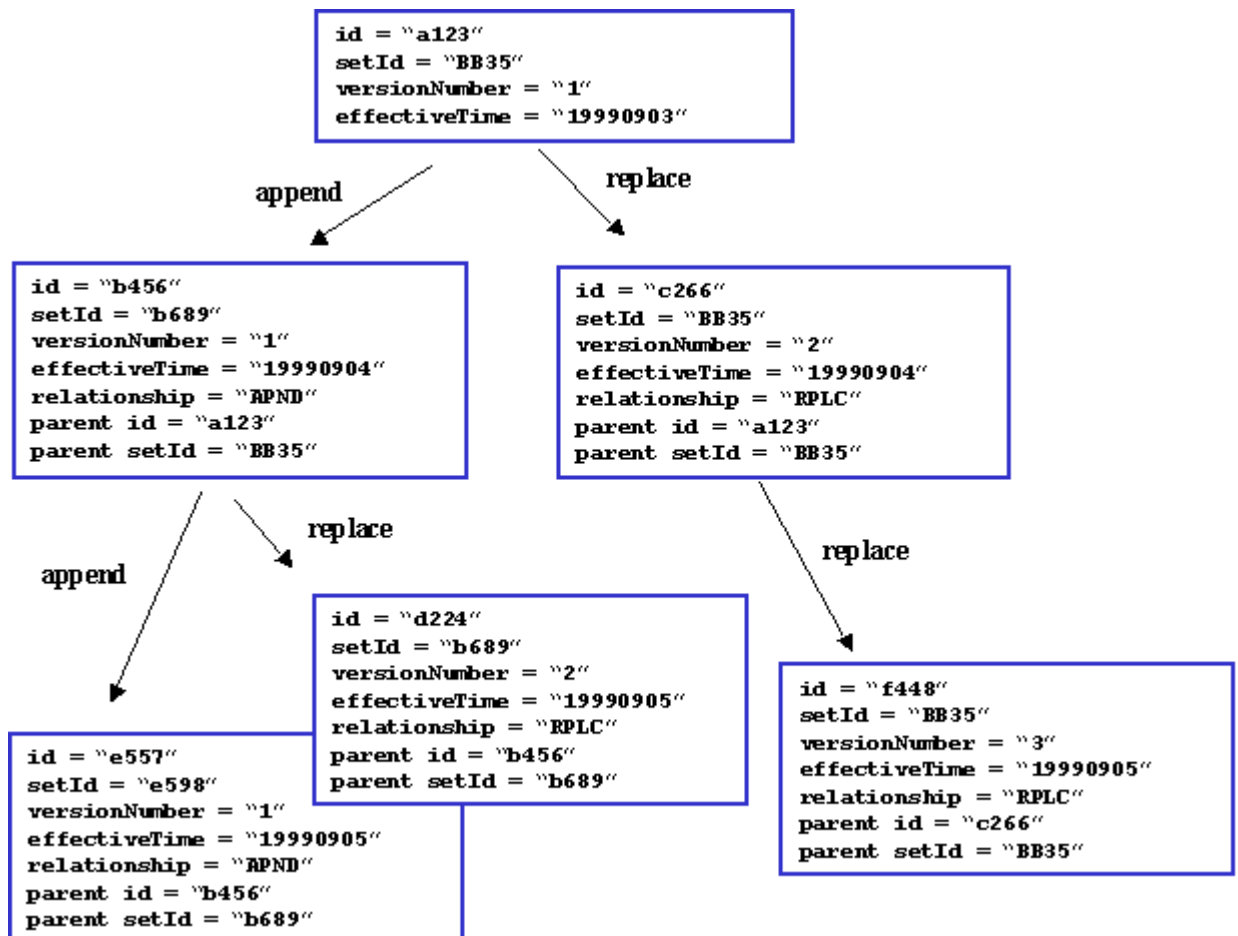 id = "a123"
setId = "BB35"
versionNumber = "1"
effectiveTime = "19990903"
append
replace
id = "b456"
setId = "b689"
versionNumber = "1"
effectiveTime = "19990904"
relationship = "APND"
parent id = "a123"
parent setId = "BB35"
id = "c266"
setId = "BB35"
versionNumber = "2"
effectiveTime = "19990904"
relationship = "RPLC"
parent id = "a123"
parent setId = "BB35"
append
replace
replace
id = "e557"
setId = "e598"
versionNumber = "1"
effectiveTime = "19990905"
relationship = "APND"
parent id = "b456"
parent setId = "b689"
id = "d224"
setId = "b689"
versionNumber = "2"
effectiveTime = "19990905"
relationship = "RPLC"
parent id = "b456"
parent setId = "b689"
id = "f448"
setId = "BB35"
versionNumber = "3"
effectiveTime = "19990905"
relationship = "RPLC"
parent id = "c266"
parent setId = "BB35"